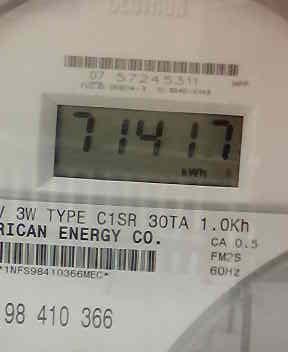 CENTRON
07 57245311
71417
kWh
V 3W TYPE C1SR 30TA 1.0Kh
RICAN ENERGY CO.
CA 0.5
FM2S
60HZ
*1NFS98410366MEC*
98 410 366